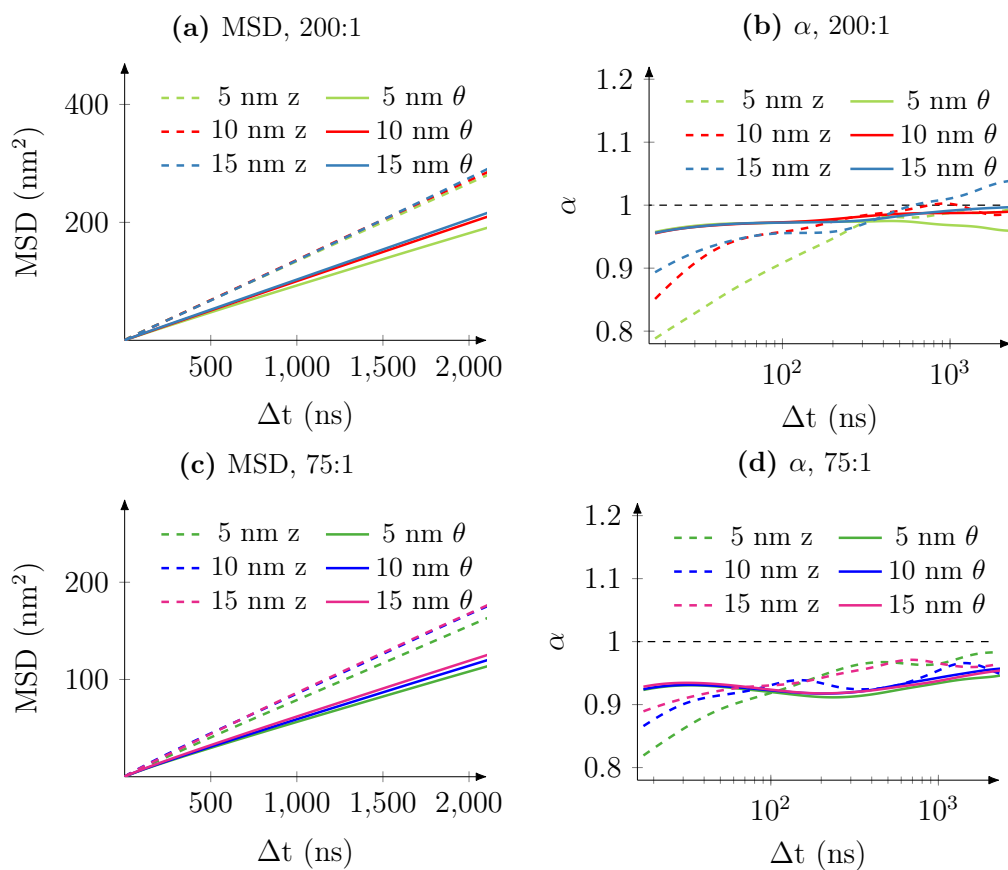 (a) MSD, 200:1
MSD (nm²)
400
200
5 nm z 5 nm θ
10 nm z 10 nm θ
15 nm z 15 nm θ
500 1,000 1,500 2,000
Δt (ns)
(b) α, 200:1
α
1.2
1.1
1
0.9
0.8
5 nm z 5 nm θ
10 nm z 10 nm θ
15 nm z 15 nm θ
10² 10³
Δt (ns)
(c) MSD, 75:1
MSD (nm²)
200
100
5 nm z 5 nm θ
10 nm z 10 nm θ
15 nm z 15 nm θ
500 1,000 1,500 2,000
Δt (ns)
(d) α, 75:1
α
1.2
1.1
1
0.9
0.8
5 nm z 5 nm θ
10 nm z 10 nm θ
15 nm z 15 nm θ
10² 10³
Δt (ns)